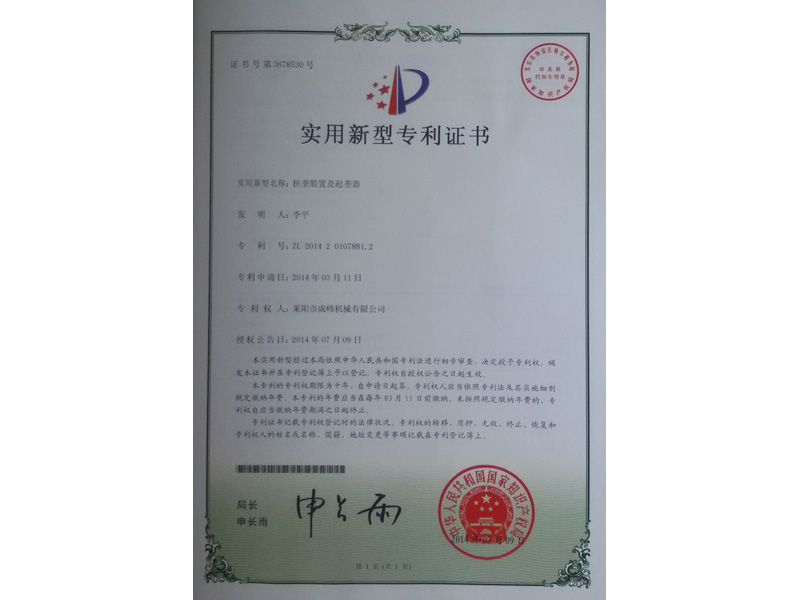 证书号第3678530号
实用新型专利证书
实用新型名称：扶垄装置及起垄器
发明人：李平
专利号：ZL 2014 2 0107881.2
专利申请日：2014年03月11日
专利权人：莱阳市成峰机械有限公司
授权公告日：2014年07月09日
本实用新型经过本局依照中华人民共和国专利法进行初步审查，决定授予专利权，颁
发本证书并在专利登记簿上予以登记。专利权自授权公告之日起生效。
本专利的专利权期限为十年，自申请日起算。专利权人应当依照专利法及其实施细则
规定缴纳年费。本专利的年费应当在每年03月11日前缴纳。未按照规定缴纳年费的，专
利权自应当缴纳年费期满之日起终止。
专利证书记载专利权登记时的法律状况。专利权的转移、质押、无效、终止、恢复和
专利权人的姓名或名称、国籍、地址变更等事项记载在专利登记簿上。
局长
申长雨
申长雨
中华人民共和国国家知识产权局
2014年07月09日
第1页(共1页)